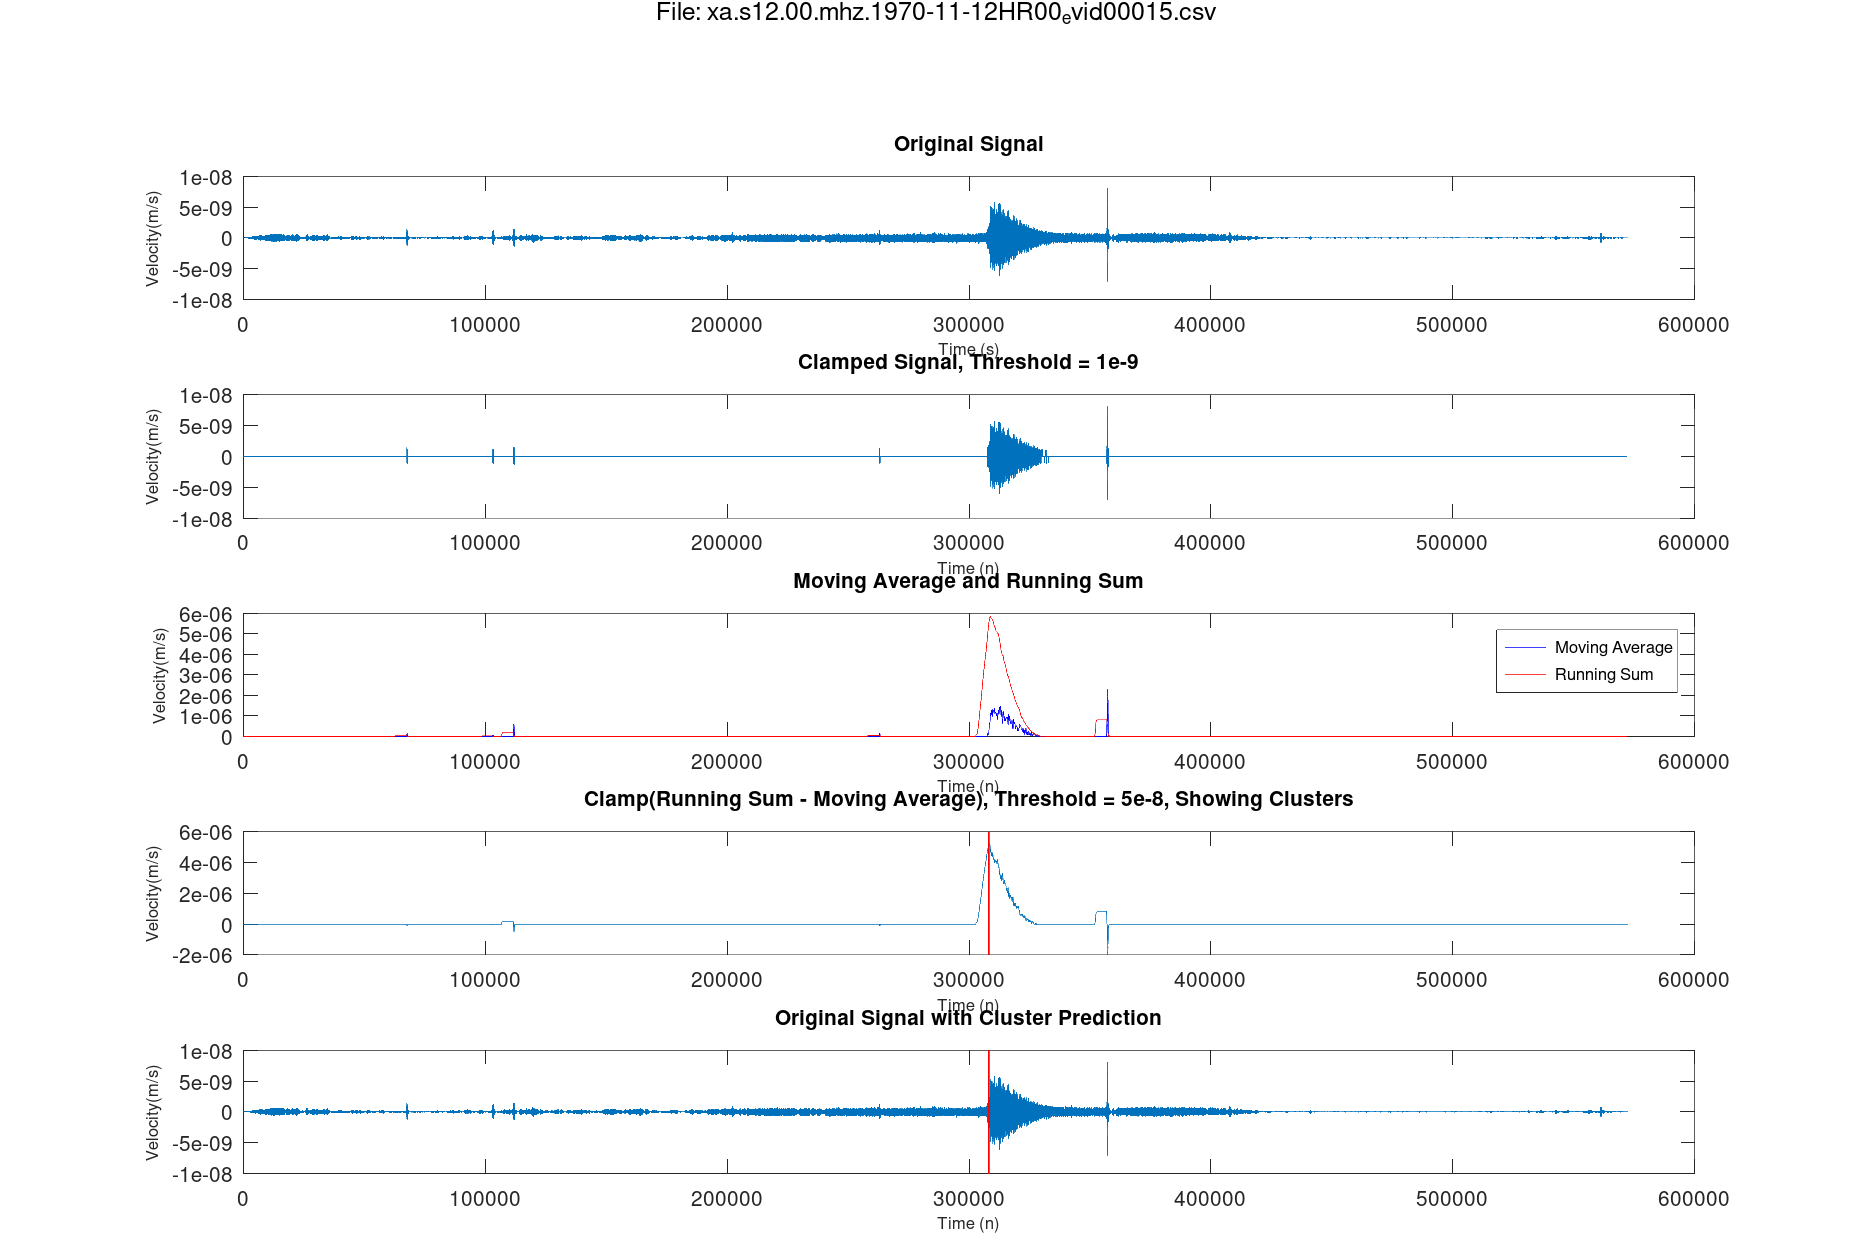 File: xa.s12.00.mhz.1970-11-12HR00evid00015.csv
Original Signal
Velocity(m/s)
1e-08
5e-09
0
-5e-09
-1e-08
0 100000 200000 300000 400000 500000 600000
Time (s)
Clamped Signal, Threshold = 1e-9
Velocity(m/s)
1e-08
5e-09
0
-5e-09
-1e-08
0 100000 200000 300000 400000 500000 600000
Time (n)
Moving Average and Running Sum
Velocity(m/s)
6e-06
5e-06
4e-06
3e-06
2e-06
1e-06
0
Moving Average
Running Sum
0 100000 200000 300000 400000 500000 600000
Time (n)
Clamp(Running Sum - Moving Average), Threshold = 5e-8, Showing Clusters
Velocity(m/s)
6e-06
4e-06
2e-06
0
-2e-06
0 100000 200000 300000 400000 500000 600000
Time (n)
Original Signal with Cluster Prediction
Velocity(m/s)
1e-08
5e-09
0
-5e-09
-1e-08
0 100000 200000 300000 400000 500000 600000
Time (n)